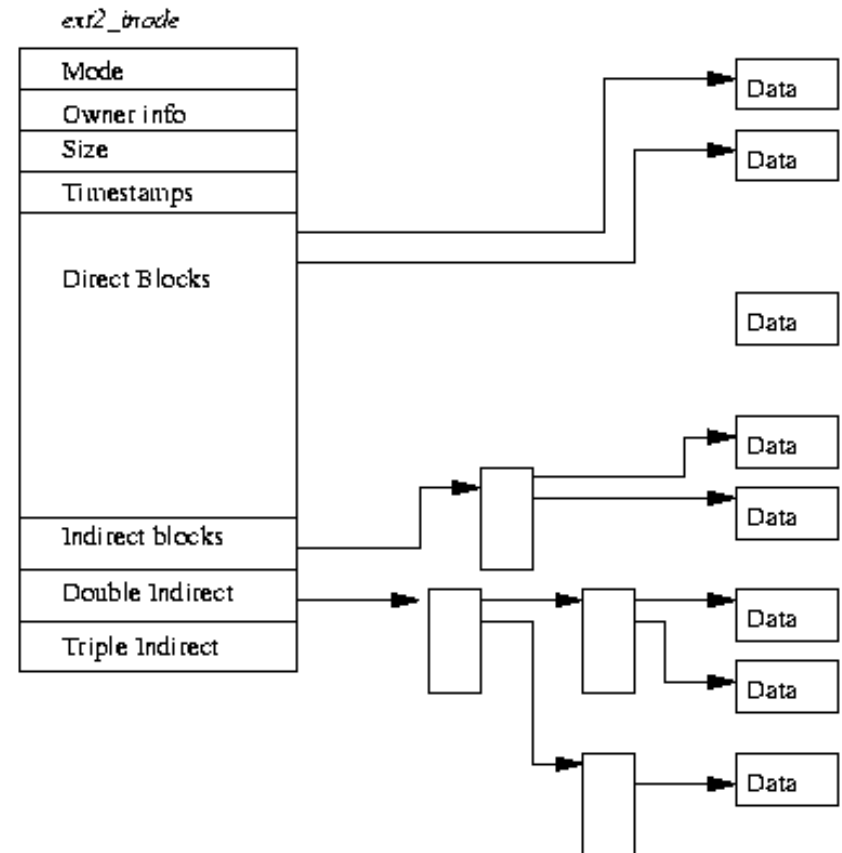 ext2_inode
Mode
Owner info
Size
Timestamps
Direct Blocks
Indirect blocks
Double Indirect
Triple Indirect
Data
Data
Data
Data
Data
Data
Data
Data